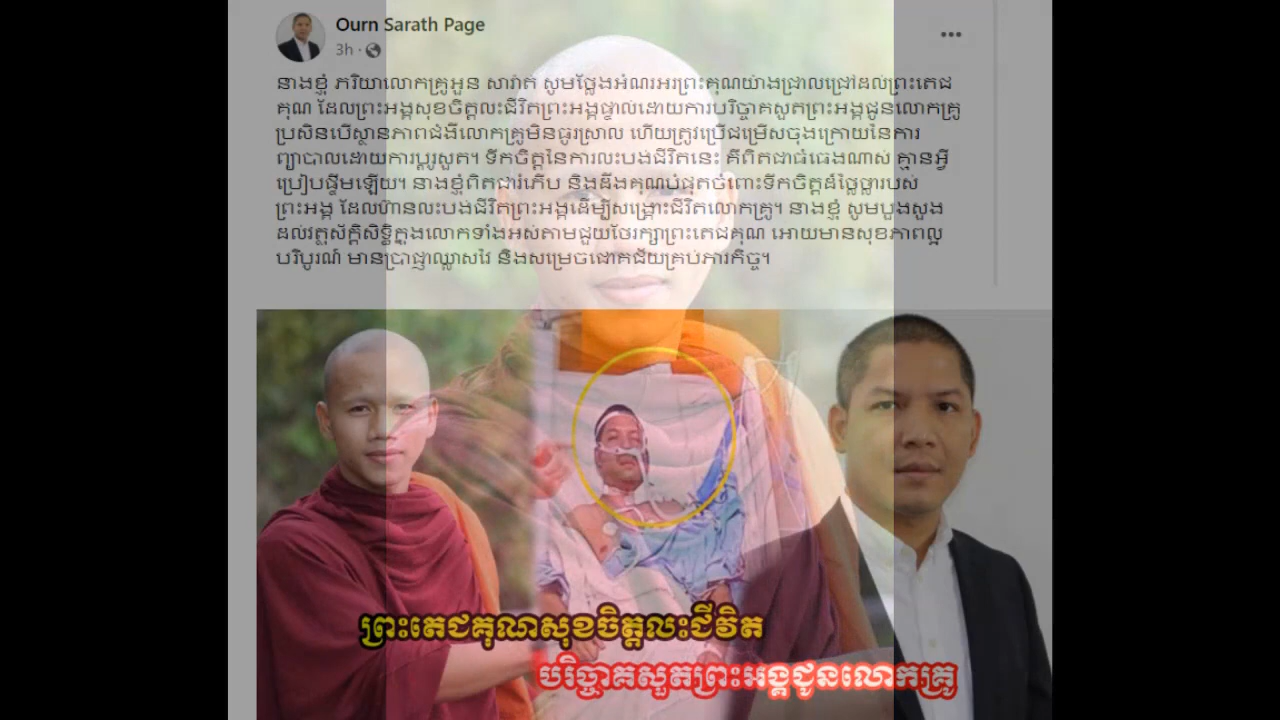 Ourn Sarath Page
3h ·
នាងខ្ញុំ ភរិយាលោកគ្រូអួន សារ៉ាត់ សូមថ្លែងអំណរអរព្រះគុណយ៉ាងជ្រាលជ្រៅដល់ព្រះតេជ
គុណ ដែលព្រះអង្គសុខចិត្តលះជីវិតព្រះអង្គផ្ទាល់ដោយការបរិច្ចាគសួតព្រះអង្គជូនលោកគ្រូ
ប្រសិនបើស្ថានភាពជំងឺលោកគ្រូមិនធូរស្រាល ហើយត្រូវប្រើជម្រើសចុងក្រោយនៃការ
ព្យាបាលដោយការប្តូរសួត។ ទឹកចិត្តនៃការលះបង់ជីវិតនេះ គឺពិតជាធំធេងណាស់ គ្មានអ្វី
ប្រៀបផ្ទឹមឡើយ។ នាងខ្ញុំពិតជារំភើប និងដឹងគុណបំផុតចំពោះទឹកចិត្តដ៏ថ្លៃថ្លារបស់
ព្រះអង្គ ដែលហ៊ានលះបង់ជីវិតព្រះអង្គដើម្បីសង្គ្រោះជីវិតលោកគ្រូ។ នាងខ្ញុំ សូមបួងសួង
ដល់វត្ថុស័ក្តិសិទ្ធិក្នុងលោកទាំងអស់តាមជួយថែរក្សាព្រះតេជគុណ អោយមានសុខភាពល្អ
បរិបូរណ៍ មានប្រាជ្ញាឈ្លាសវៃ និងសម្រេចជោគជ័យគ្រប់ភារកិច្ច។
ព្រះតេជគុណសុខចិត្តលះជីវិត
បរិច្ចាគសួតព្រះអង្គជូនលោកគ្រូ